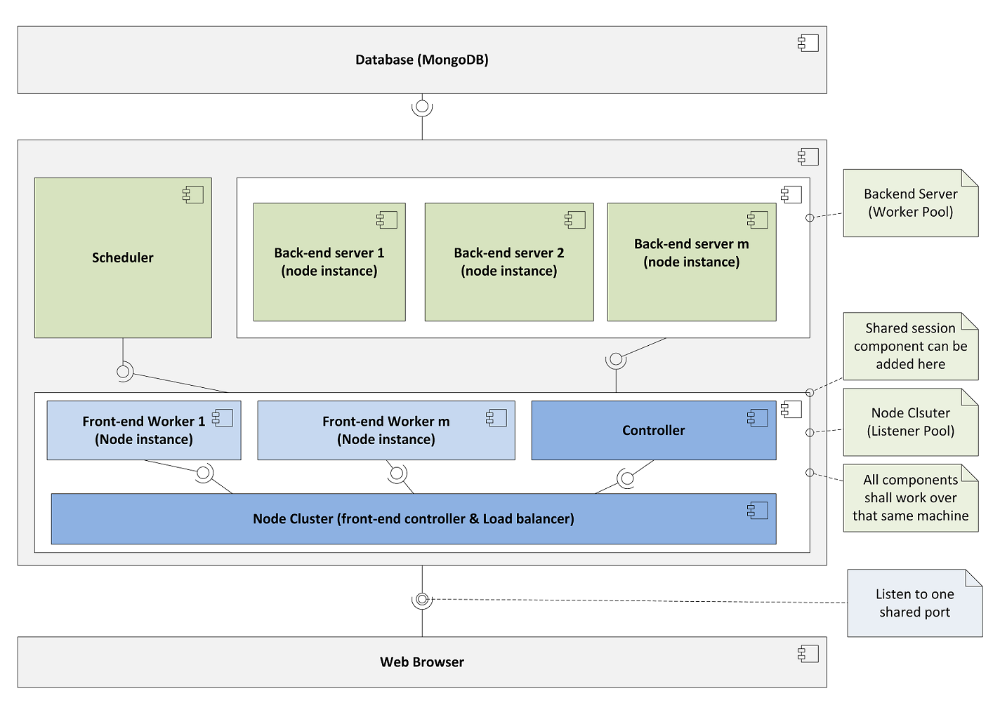 Database (MongoDB)
Scheduler
Back-end server 1
(node instance)
Back-end server 2
(node instance)
Back-end server m
(node instance)
Backend Server
(Worker Pool)
Shared session
component can be
added here
Front-end Worker 1
(Node instance)
Front-end Worker m
(Node instance)
Controller
Node Clsuter
(Listener Pool)
All components
shall work over
that same machine
Node Cluster (front-end controller & Load balancer)
Listen to one
shared port
Web Browser